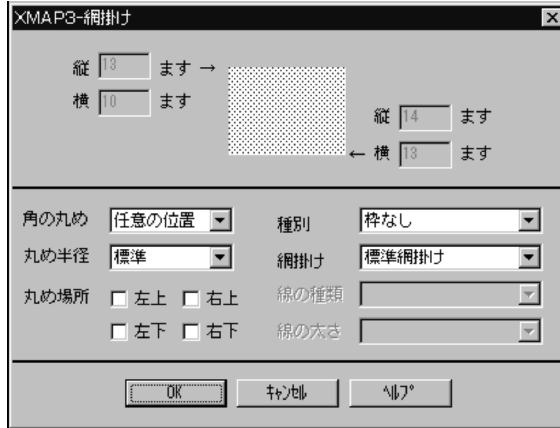 XMAP3-網掛け
縦 13 ます →
横 10 ます
縦 14 ます
← 横 13 ます
角の丸め 任意の位置 種別 枠なし
丸め半径 標準 網掛け 標準網掛け
丸め場所 左上 右上 線の種類
左下 右下 線の太さ
OK ｷｬﾝｾﾙ ﾍﾙﾌﾟ